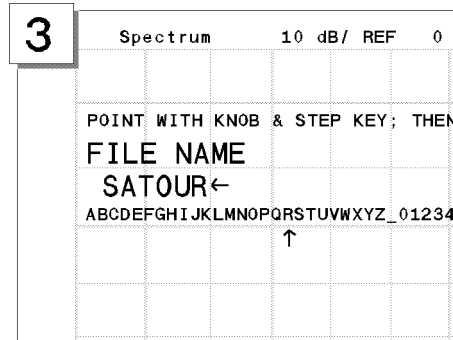 3
Spectrum 10 dB/ REF 0
POINT WITH KNOB & STEP KEY; THEN
FILE NAME
SATOUR←
ABCDEFGHIJKLMNOPQRSTUVWXYZ_01234
↑